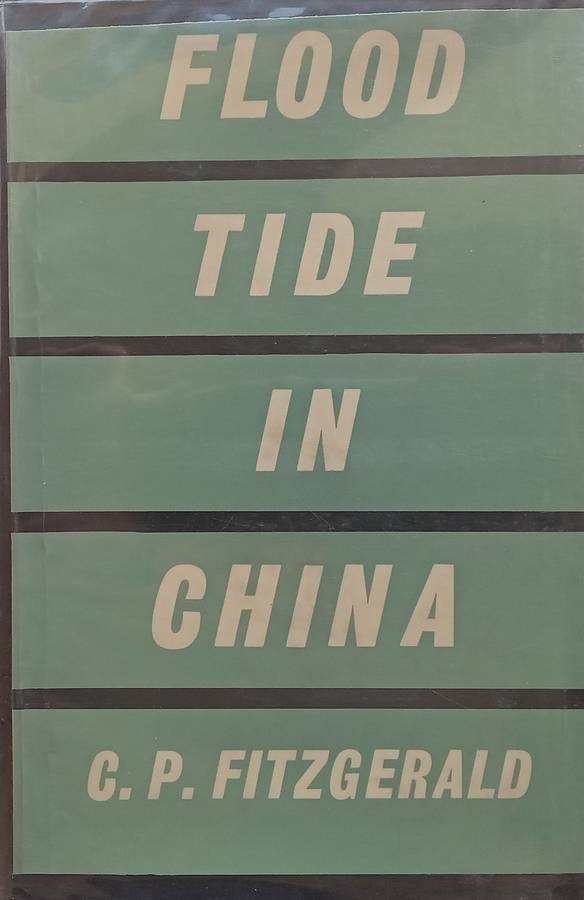 FLOOD
TIDE
IN
CHINA
C. P. FITZGERALD